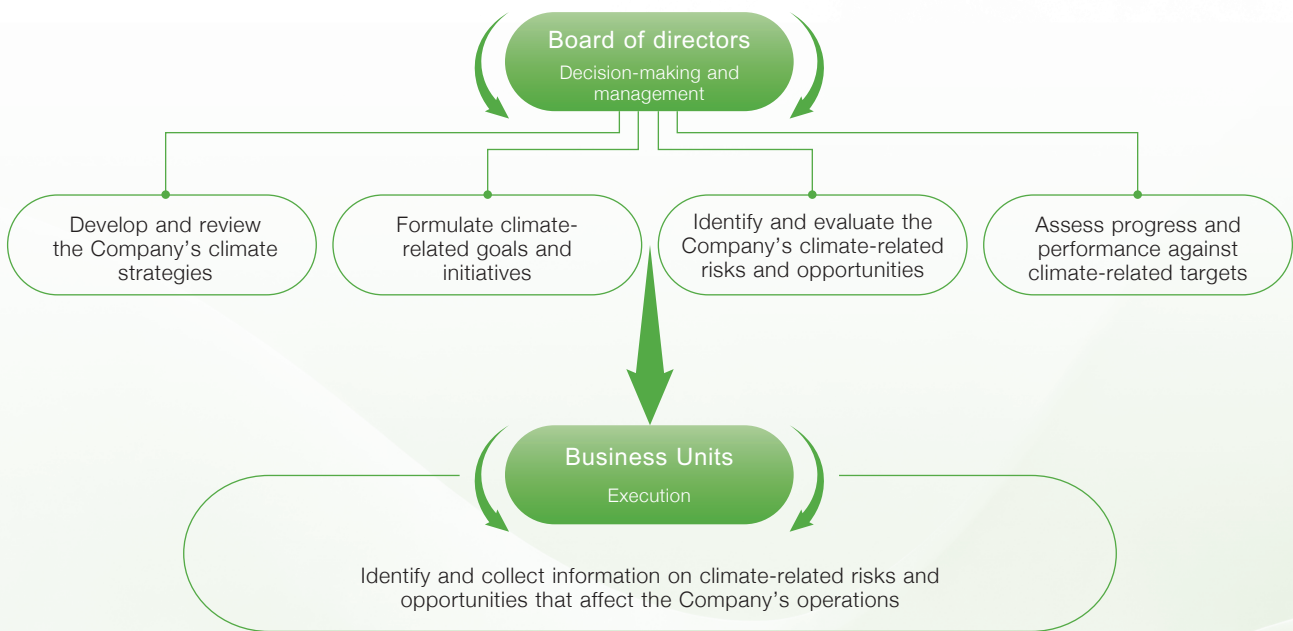 Board of directors
Decision-making and
management
Develop and review
the Company’s climate
strategies
Formulate climate-
related goals and
initiatives
Identify and evaluate the
Company’s climate-related
risks and opportunities
Assess progress and
performance against
climate-related targets
Business Units
Execution
Identify and collect information on climate-related risks and
opportunities that affect the Company’s operations